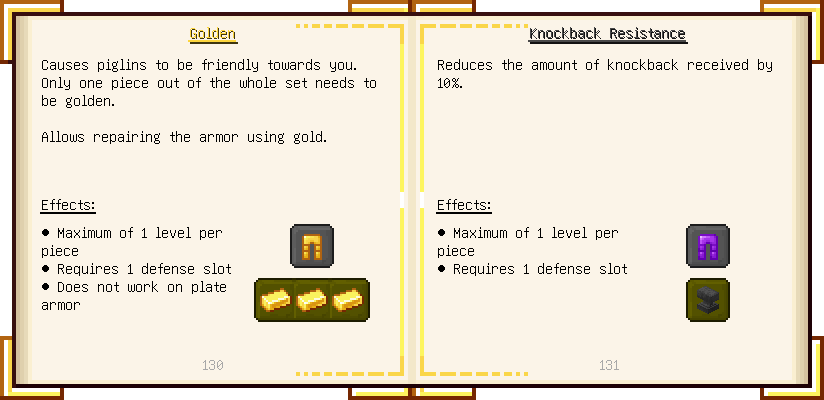 Golden
Causes piglins to be friendly towards you.
Only one piece out of the whole set needs to
be golden.
Allows repairing the armor using gold.
Effects:
● Maximum of 1 level per
piece
● Requires 1 defense slot
● Does not work on plate
armor
130
Knockback Resistance
Reduces the amount of knockback received by
10%.
Effects:
● Maximum of 1 level per
piece
● Requires 1 defense slot
131